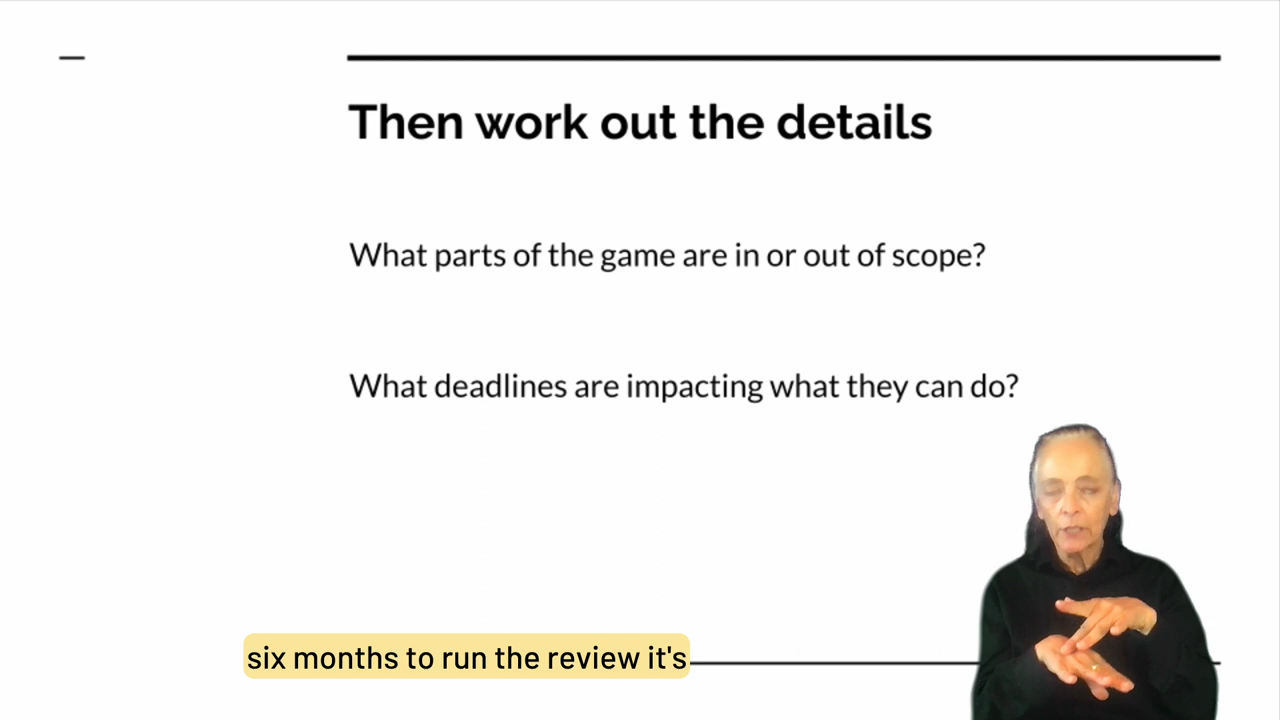 Then work out the details
What parts of the game are in or out of scope?
What deadlines are impacting what they can do?
six months to run the review it's